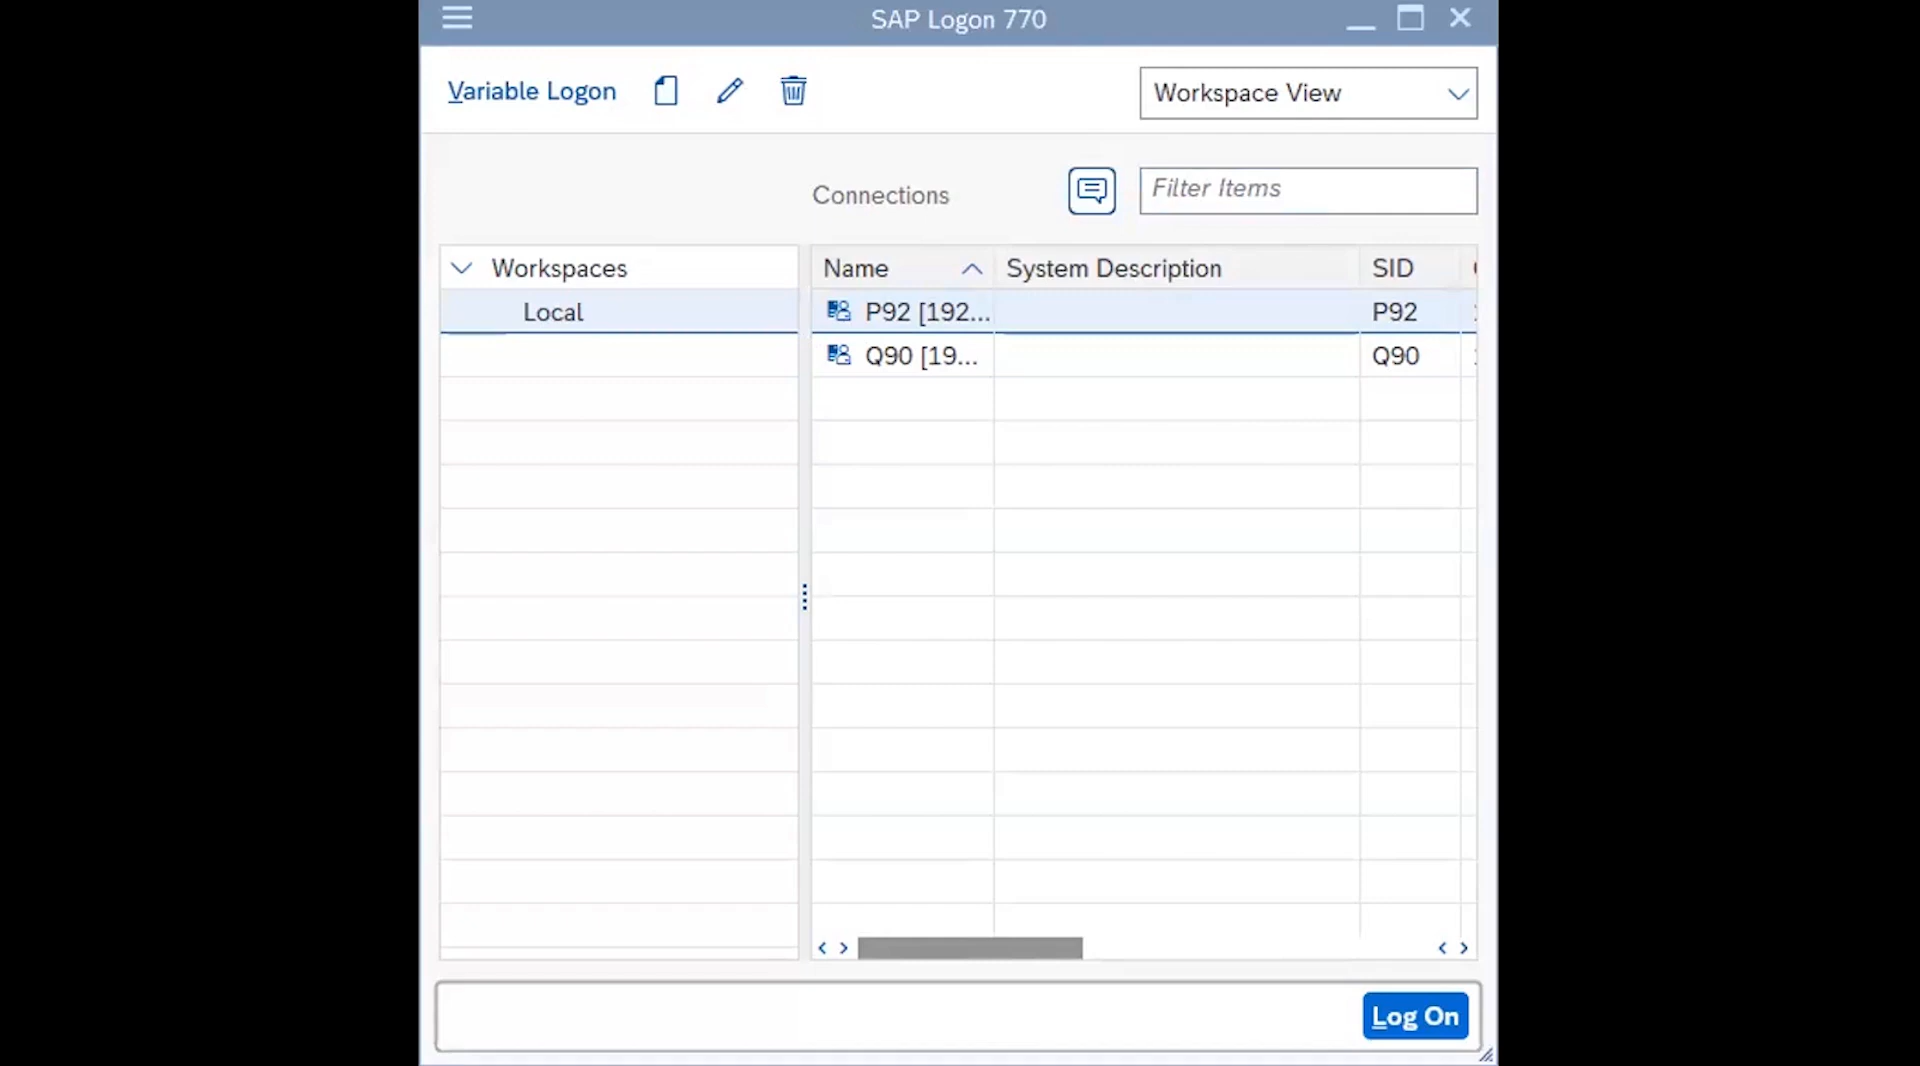 SAP Logon 770
Variable Logon
Workspace View
Connections
Filter Items
Workspaces
Name
System Description
SID
Local
P92 [192...
P92
Q90 [19...
Q90
Log On